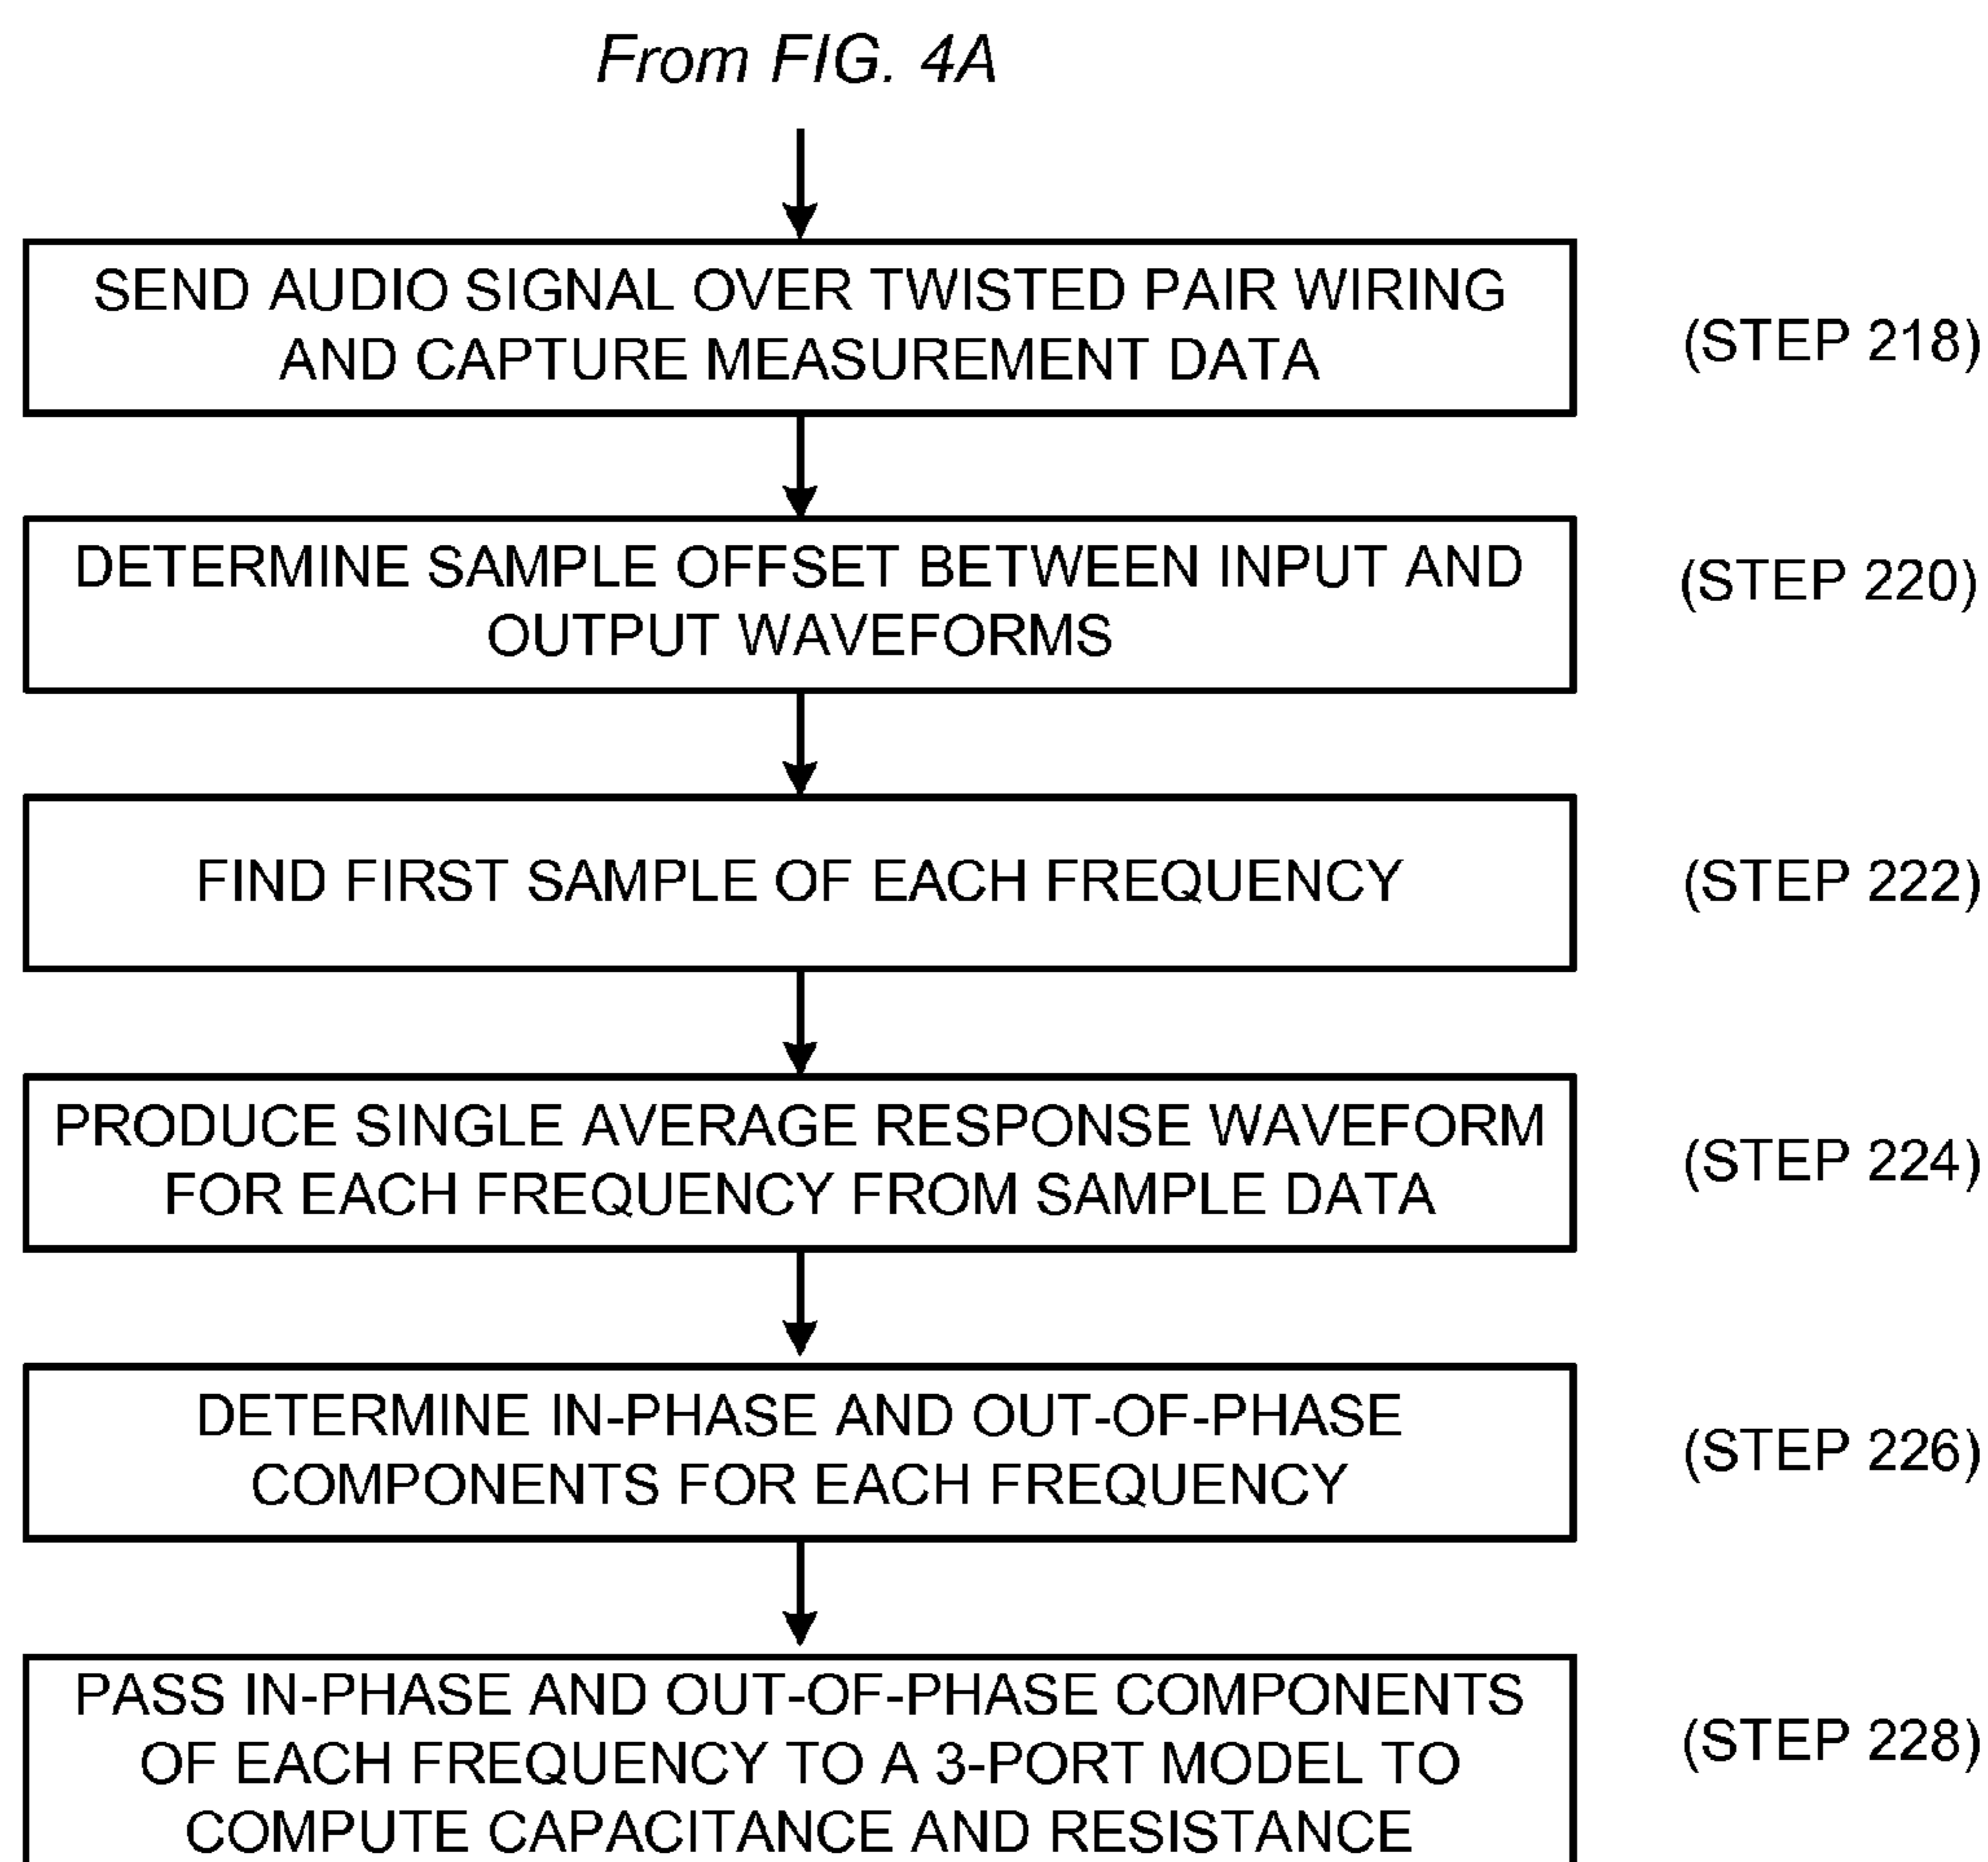 From FIG. 4A
SEND AUDIO SIGNAL OVER TWISTED PAIR WIRING
AND CAPTURE MEASUREMENT DATA
(STEP 218)
DETERMINE SAMPLE OFFSET BETWEEN INPUT AND
OUTPUT WAVEFORMS
(STEP 220)
FIND FIRST SAMPLE OF EACH FREQUENCY
(STEP 222)
PRODUCE SINGLE AVERAGE RESPONSE WAVEFORM
FOR EACH FREQUENCY FROM SAMPLE DATA
(STEP 224)
DETERMINE IN-PHASE AND OUT-OF-PHASE
COMPONENTS FOR EACH FREQUENCY
(STEP 226)
PASS IN-PHASE AND OUT-OF-PHASE COMPONENTS
OF EACH FREQUENCY TO A 3-PORT MODEL TO
COMPUTE CAPACITANCE AND RESISTANCE
(STEP 228)